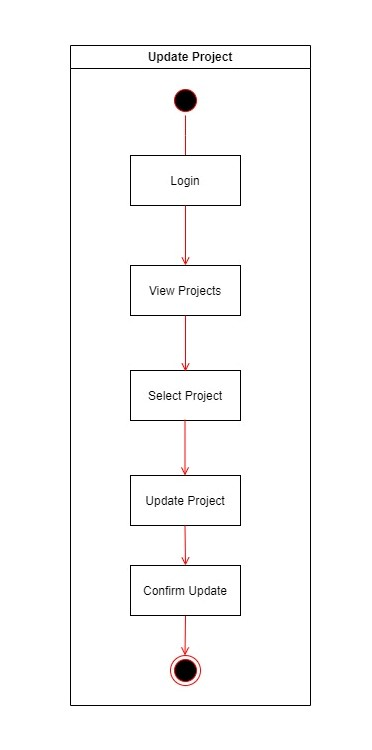 Update Project
Login
View Projects
Select Project
Update Project
Confirm Update